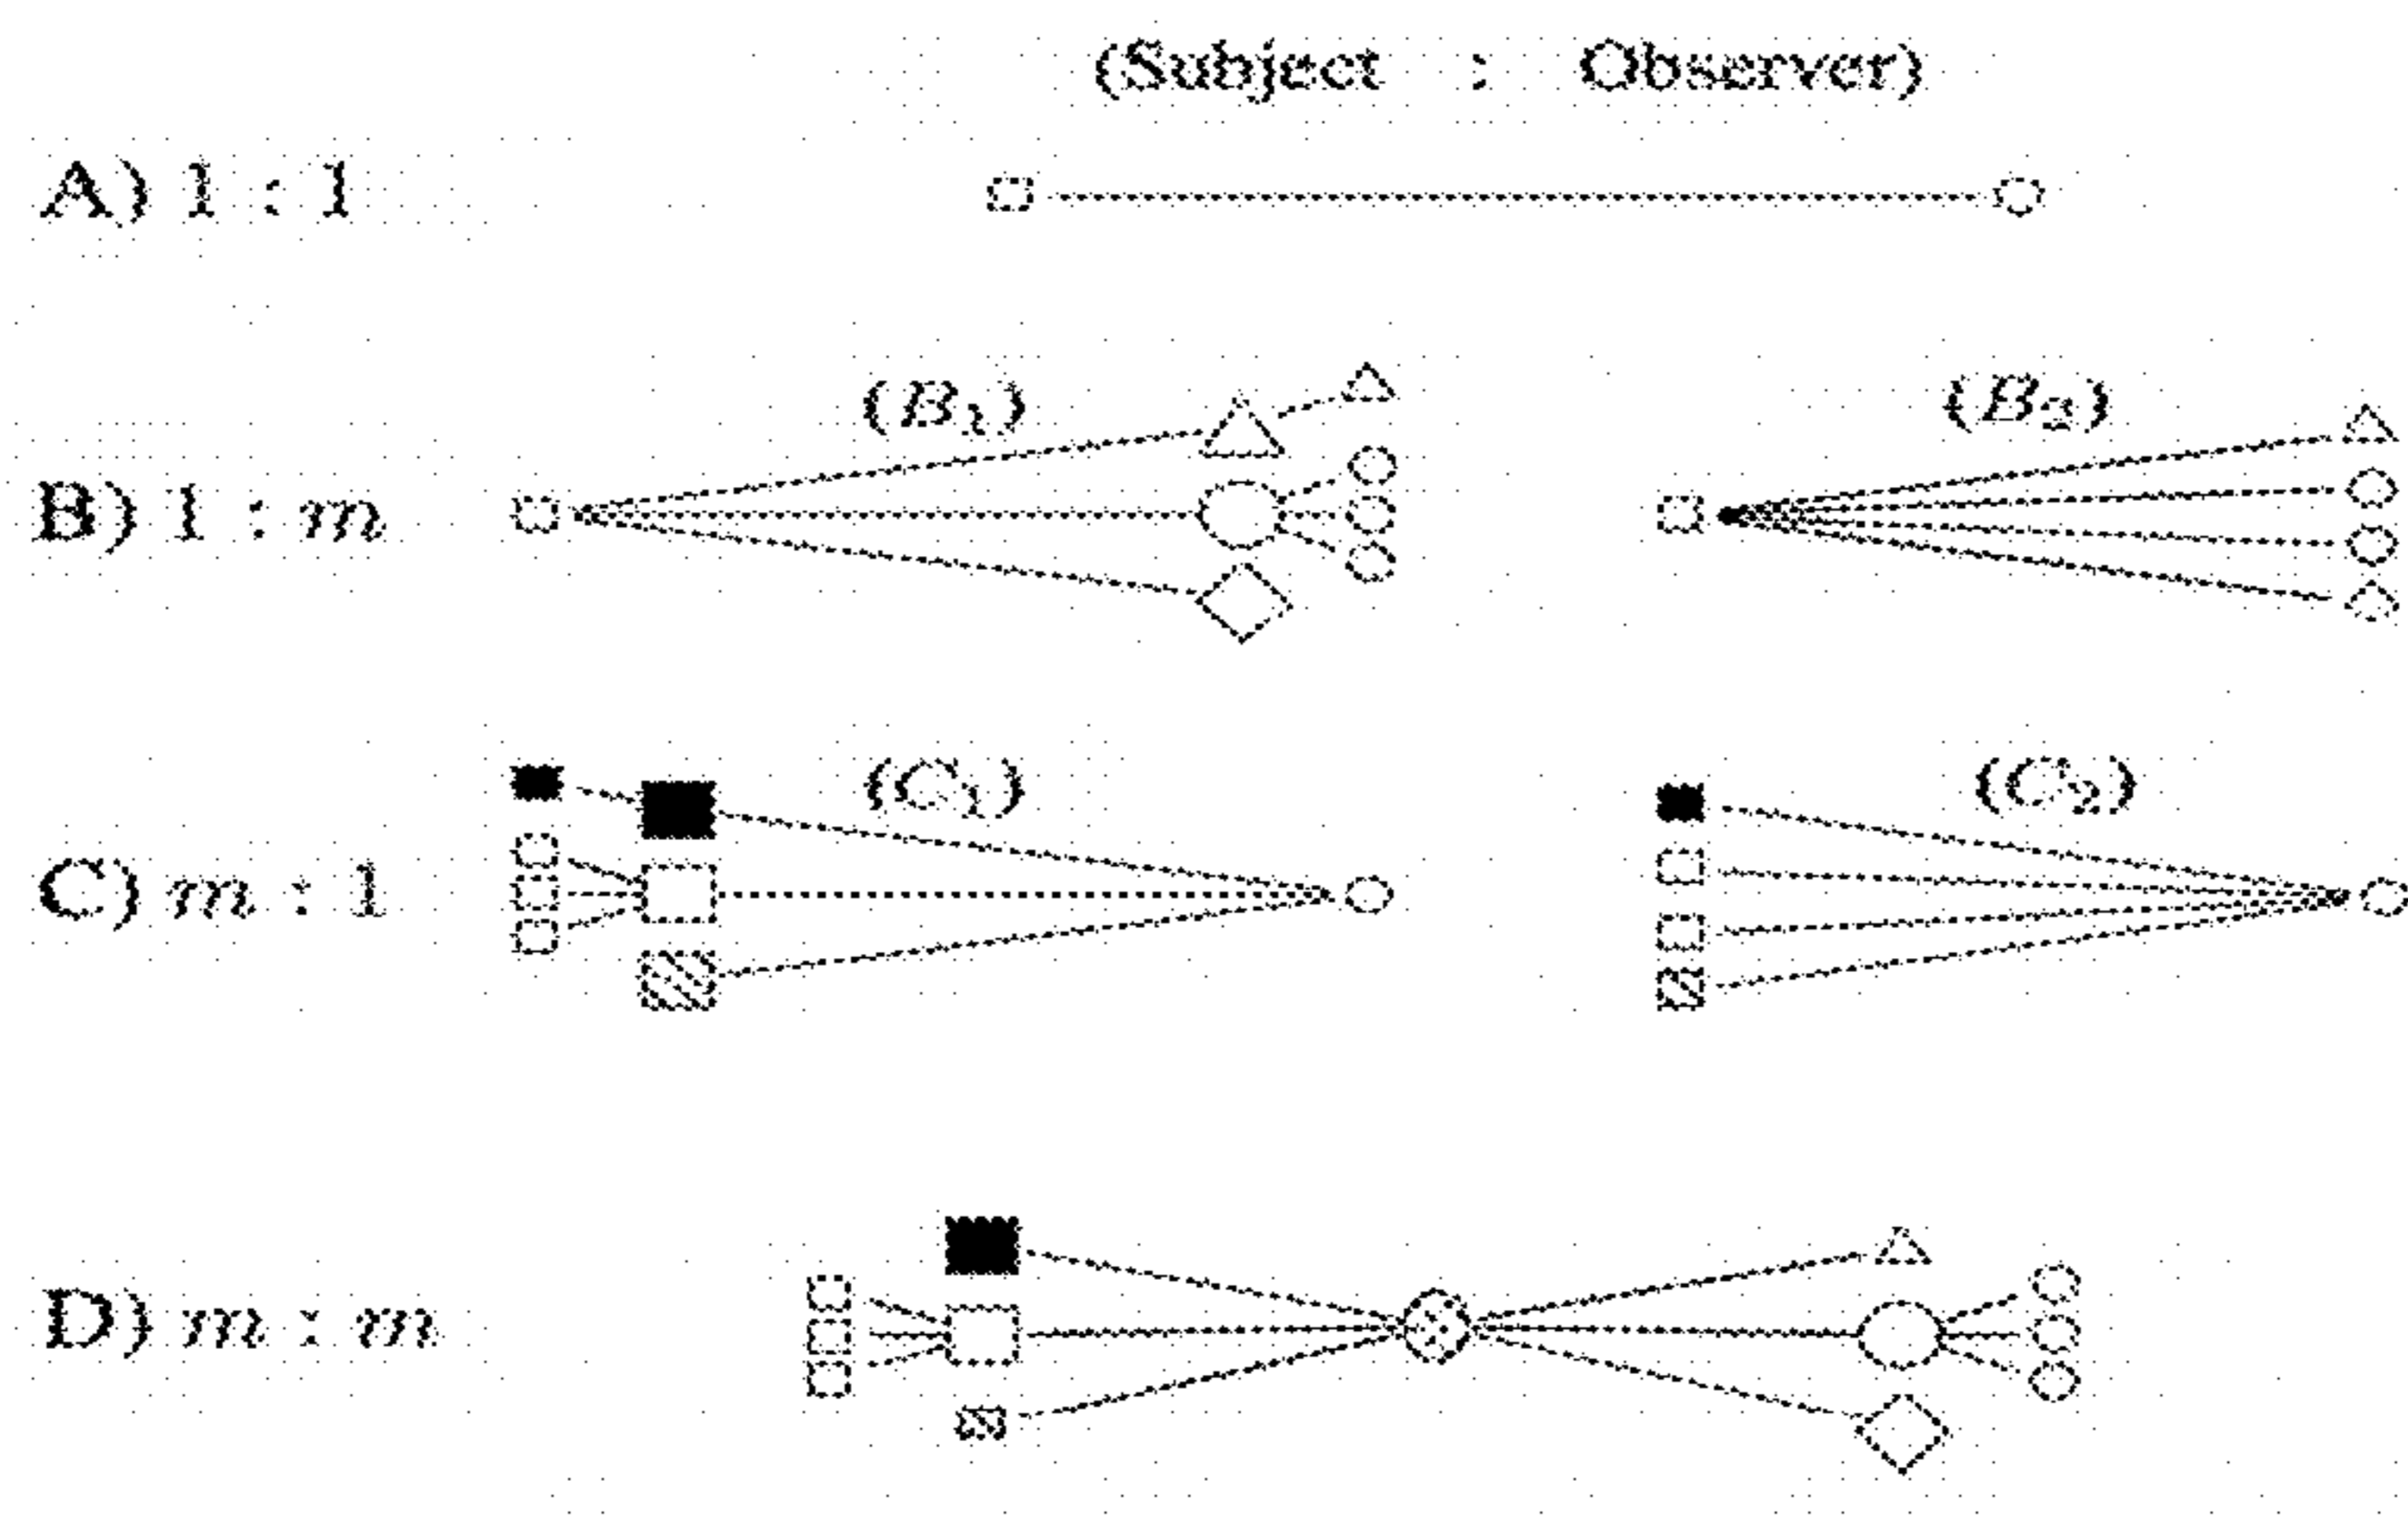 (Subject : Observer)
A) 1 : 1
(B₁) (B₂)
B) 1 : m
(C₁) (C₂)
C) m : 1
D) m : m